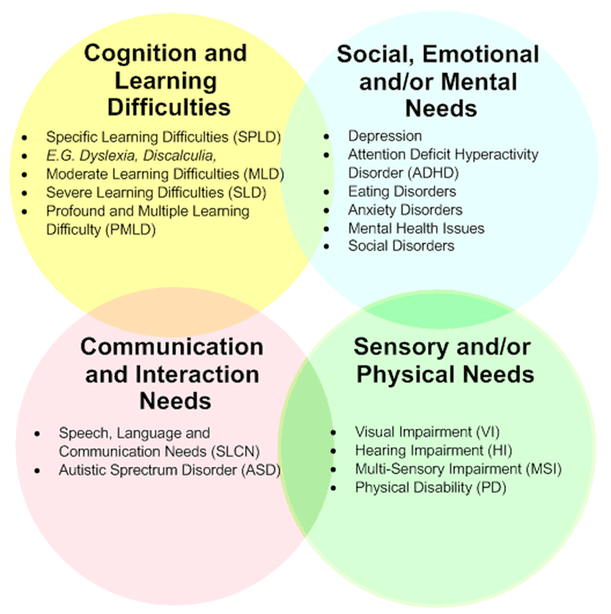 Cognition and
Learning
Difficulties
• Specific Learning Difficulties (SPLD)
• E.G. Dyslexia, Discalculia,
• Moderate Learning Difficulties (MLD)
• Severe Learning Difficulties (SLD)
• Profound and Multiple Learning
Difficulty (PMLD)
Social, Emotional
and/or Mental
Needs
• Depression
• Attention Deficit Hyperactivity
Disorder (ADHD)
• Eating Disorders
• Anxiety Disorders
• Mental Health Issues
• Social Disorders
Communication
and Interaction
Needs
• Speech, Language and
Communication Needs (SLCN)
• Autistic Sprectrum Disorder (ASD)
Sensory and/or
Physical Needs
• Visual Impairment (VI)
• Hearing Impairment (HI)
• Multi-Sensory Impairment (MSI)
• Physical Disability (PD)